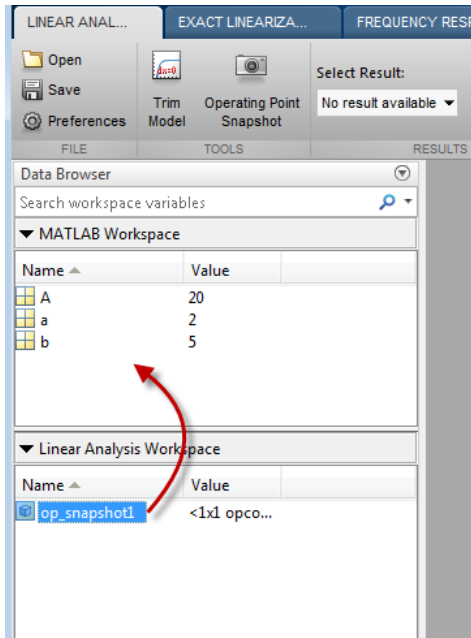 LINEAR ANAL... EXACT LINEARIZA... FREQUENCY RESP
Open
Save
Preferences
Trim Model
Operating Point Snapshot
Select Result:
No result available
FILE TOOLS RESULTS
Data Browser
Search workspace variables
MATLAB Workspace
Name Value
A 20
a 2
b 5
Linear Analysis Workspace
Name Value
op_snapshot1 <1x1 opco...